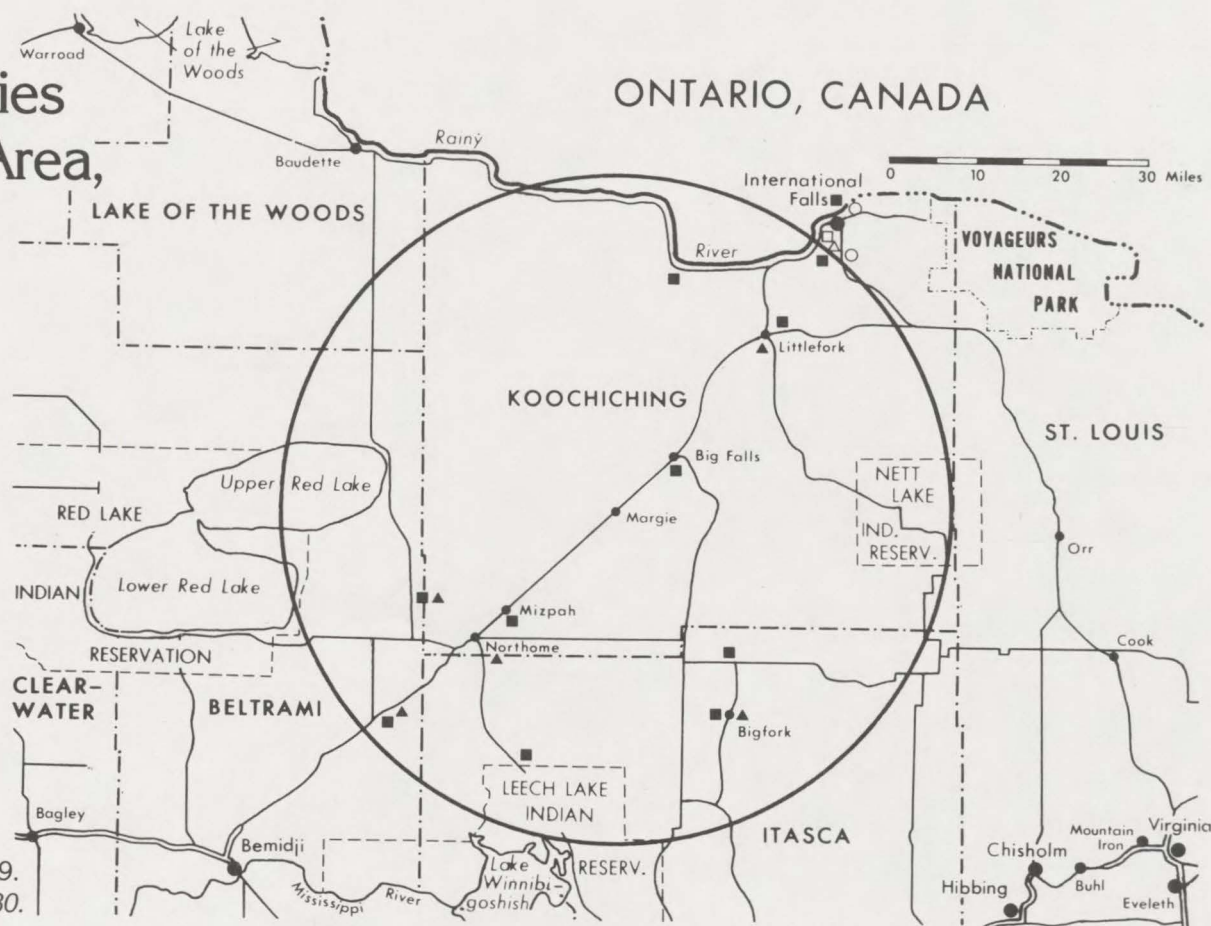 ies
Area,
Lake
of the
Woods
Warroad
ONTARIO, CANADA
Rainy
Baudette
0 10 20 30 Miles
International
Falls
LAKE OF THE WOODS
River
VOYAGEURS
NATIONAL
PARK
Littlefork
KOOCHICHING
ST. LOUIS
Big Falls
Upper Red Lake
NETT
LAKE
RED LAKE
Margie
IND.
RESERV.
Orr
INDIAN
Lower Red Lake
Mizpah
Northome
RESERVATION
Cook
CLEAR-
WATER
BELTRAMI
Bigfork
LEECH LAKE
INDIAN
Bagley
ITASCA
Mountain
Iron
Virginia
Bemidji
Chisholm
Lake
Winnibi-
goshish
RESERV.
9.
Hibbing
Buhl
Mississippi River
Eveleth
80.